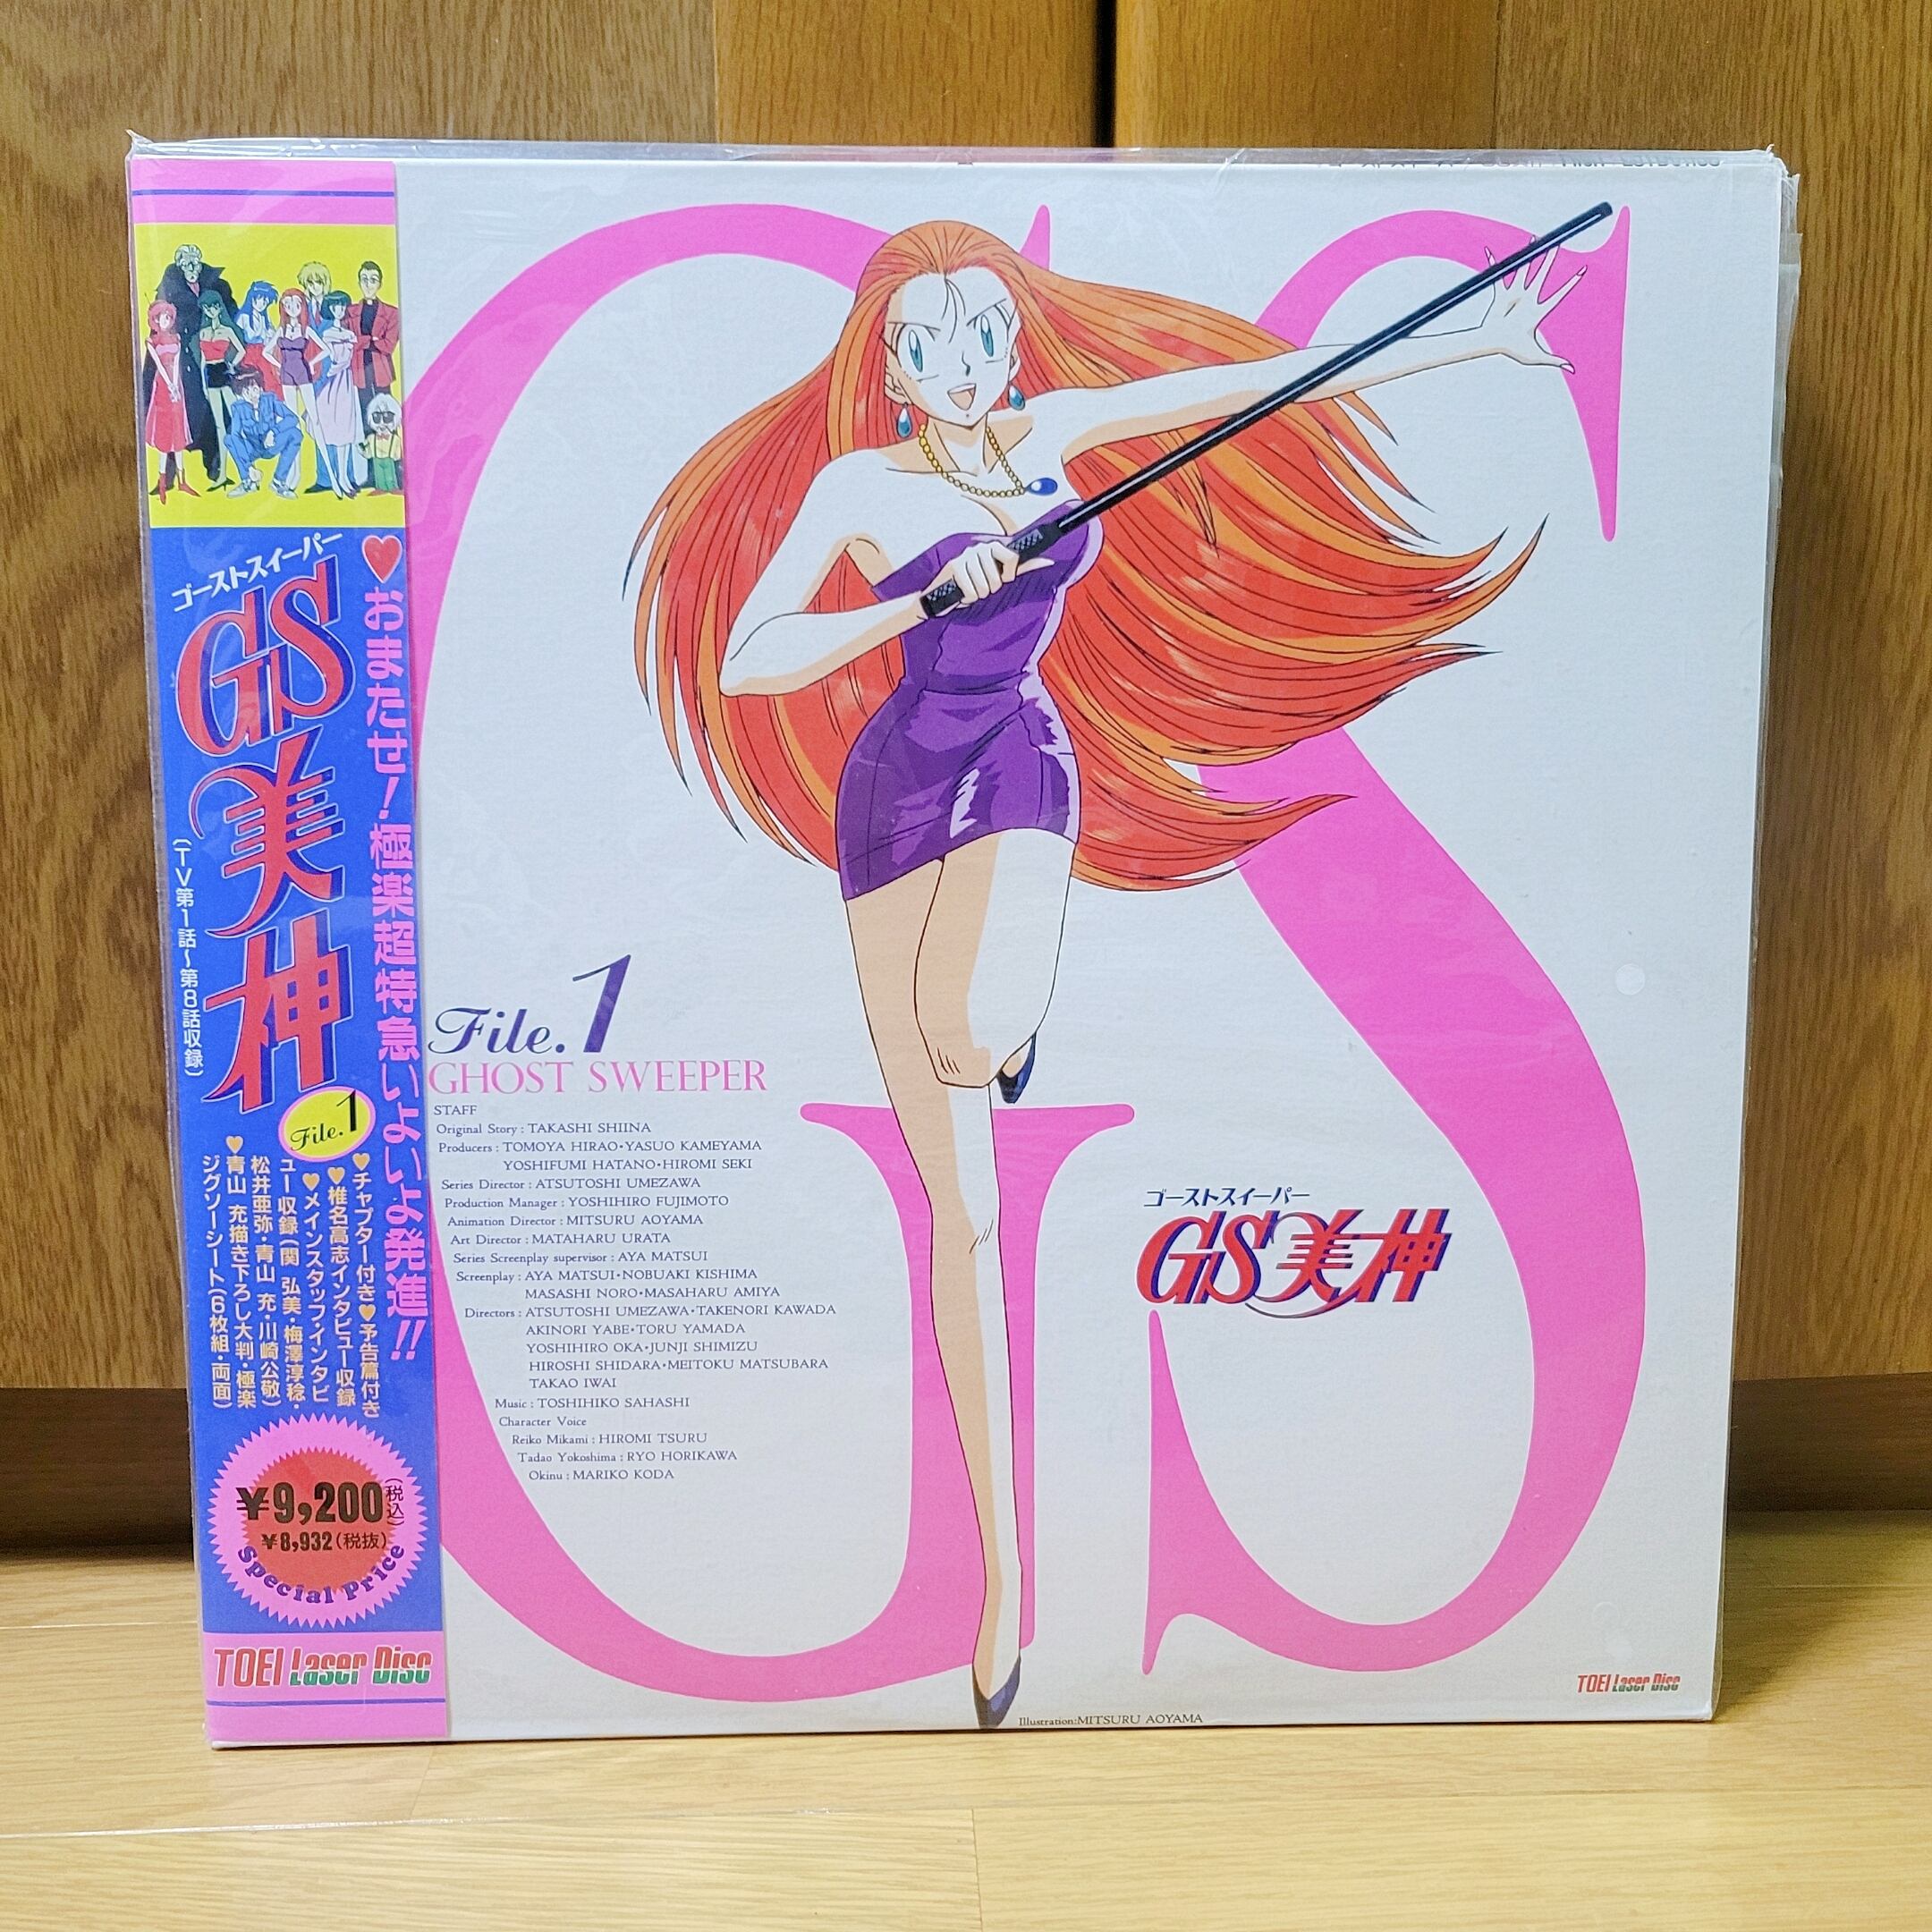 ゴーストスイーパー
GS美神
(TV第1話〜第8話収録)
File.1
♥おまたせ!極楽超特急いよいよ発進!!
♥チャプター付き♥予告篇付き
♥椎名高志インタビュー収録
♥メインスタッフ・インタビ
ュー収録(関 弘美・梅澤淳稔・
松井亜弥・青山 充・川崎公敬)
♥青山 充描き下ろし大判・極楽
ジグソーシート(6枚組・両面)
¥9,200(税込)
¥8,932(税抜)
Special Price
TOEI Laser Disc
File.1
GHOST SWEEPER
STAFF
Original Story : TAKASHI SHIINA
Producers : TOMOYA HIRAO・YASUO KAMEYAMA
YOSHIFUMI HATANO・HIROMI SEKI
Series Director : ATSUTOSHI UMEZAWA
Production Manager : YOSHIHIRO FUJIMOTO
Animation Director : MITSURU AOYAMA
Art Director : MATAHARU URATA
Series Screenplay supervisor : AYA MATSUI
Screenplay : AYA MATSUI・NOBUAKI KISHIMA
MASASHI NORO・MASAHARU AMIYA
Directors : ATSUTOSHI UMEZAWA・TAKENORI KAWADA
AKINORI YABE・TORU YAMADA
YOSHIHIRO OKA・JUNJI SHIMIZU
HIROSHI SHIDARA・MEITOKU MATSUBARA
TAKAO IWAI
Music : TOSHIHIKO SAHASHI
Character Voice
Reiko Mikami : HIROMI TSURU
Tadao Yokoshima : RYO HORIKAWA
Okinu : MARIKO KODA
GS
ゴーストスイーパー
GS美神
TOEI Laser Disc
Illustration:MITSURU AOYAMA